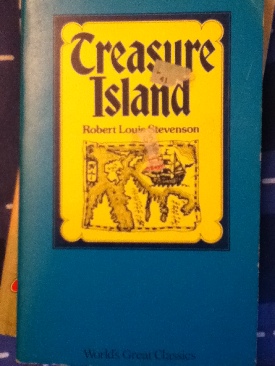 Treasure
Island
Robert Louis Stevenson
World's Great Classics